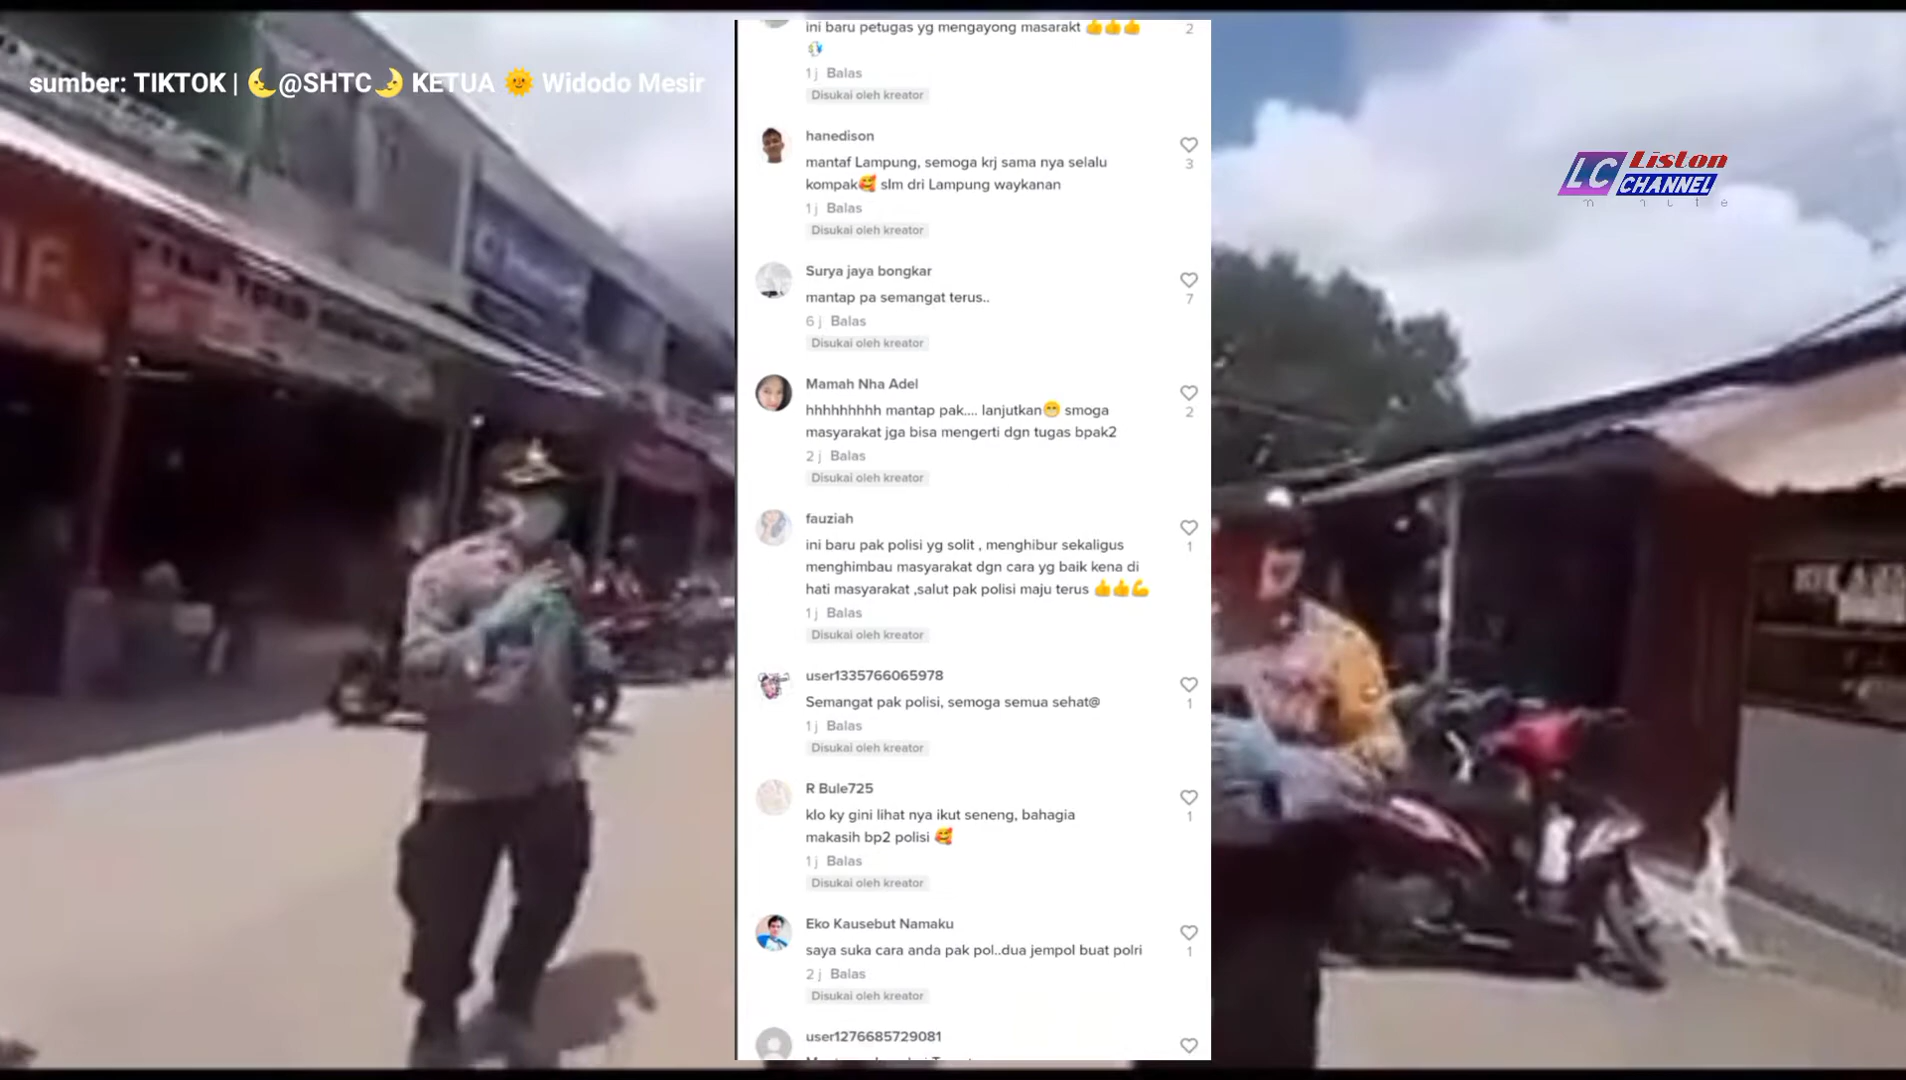 sumber: TIKTOK | 🌜@SHTC🌛 KETUA 🌞 Widodo Mesir
ini baru petugas yg mengayong masarakt 👍👍👍
2
1 j Balas
Disukai oleh kreator
hanedison
mantaf Lampung, semoga krj sama nya selalu
kompak🥰 slm dri Lampung waykanan
3
1 j Balas
Disukai oleh kreator
Surya jaya bongkar
mantap pa semangat terus..
7
6 j Balas
Disukai oleh kreator
Mamah Nha Adel
hhhhhhhhh mantap pak.... lanjutkan😁 smoga
masyarakat jga bisa mengerti dgn tugas bpak2
2
2 j Balas
Disukai oleh kreator
fauziah
ini baru pak polisi yg solit , menghibur sekaligus
menghimbau masyarakat dgn cara yg baik kena di
hati masyarakat ,salut pak polisi maju terus 👍👍💪
1
1 j Balas
Disukai oleh kreator
user1335766065978
Semangat pak polisi, semoga semua sehat@
1
1 j Balas
Disukai oleh kreator
R Bule725
klo ky gini lihat nya ikut seneng, bahagia
makasih bp2 polisi 🥰
1
1 j Balas
Disukai oleh kreator
Eko Kausebut Namaku
saya suka cara anda pak pol..dua jempol buat polri
1
2 j Balas
Disukai oleh kreator
user1276685729081
LC Liston
CHANNEL
minute
IF